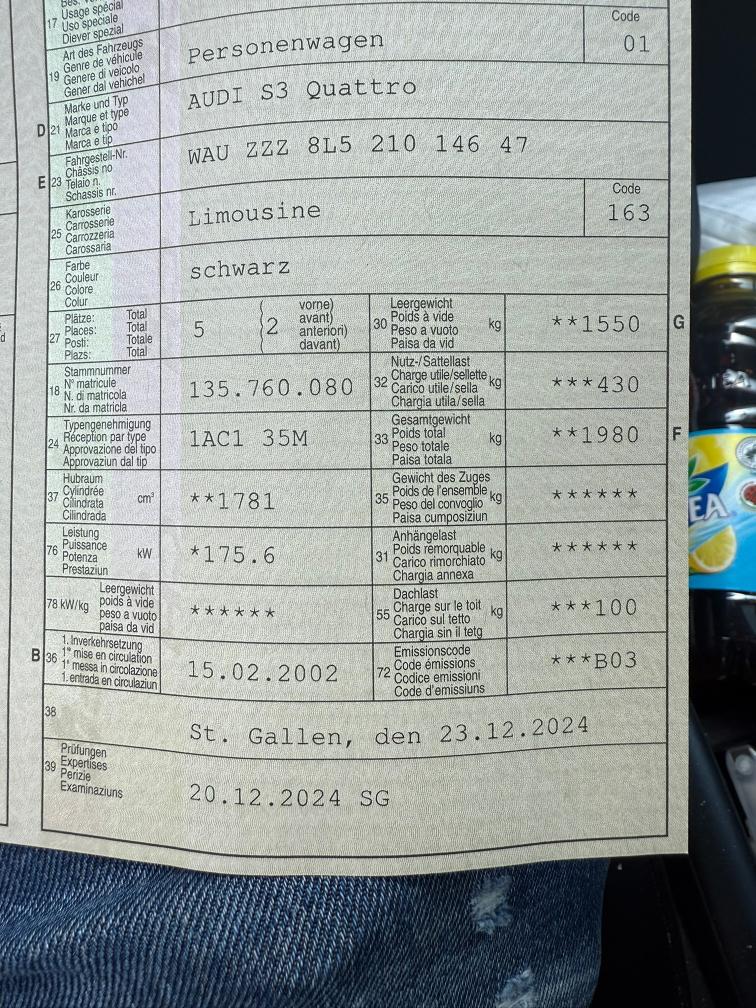 17 Usage spécial
Uso speciale
Diever spezial
19 Art des Fahrzeugs
Genre de véhicule
Genere di veicolo
Gener dal vehichel
Personenwagen
Code
01
D 21 Marke und Typ
Marque et type
Marca e tipo
Marca e tip
AUDI S3 Quattro
E 23 Fahrgestell-Nr.
Châssis no
Telaio n.
Schassis nr.
WAU ZZZ 8L5 210 146 47
25 Karosserie
Carrosserie
Carrozzeria
Carossaria
Limousine
Code
163
26 Farbe
Couleur
Colore
Colur
schwarz
27 Plätze: Total
Places: Total
Posti: Totale
Plazs: Total
5
2
vorne)
avant)
anteriori)
davant)
30 Leergewicht
Poids à vide
Peso a vuoto
Paisa da vid
kg
**1550
G
18 Stammnummer
N° matricule
N. di matricola
Nr. da matricla
135.760.080
32 Nutz-/Sattellast
Charge utile/sellette
Carico utile/sella
Chargia utila/sella
kg
***430
24 Typengenehmigung
Réception par type
Approvazione del tipo
Approvaziun dal tip
1AC1 35M
33 Gesamtgewicht
Poids total
Peso totale
Paisa totala
kg
**1980
F
37 Hubraum
Cylindrée
Cilindrata
Cilindrada
cm³
**1781
35 Gewicht des Zuges
Poids de l'ensemble
Peso del convoglio
Paisa cumposiziun
kg
******
76 Leistung
Puissance
Potenza
Prestaziun
kW
*175.6
31 Anhängelast
Poids remorquable
Carico rimorchiato
Chargia annexa
kg
******
78 kW/kg
Leergewicht
poids à vide
peso a vuoto
paisa da vid
******
55 Dachlast
Charge sur le toit
Carico sul tetto
Chargia sin il tetg
kg
***100
B 36 1. Inverkehrsetzung
1re mise en circulation
1a messa in circolazione
1. entrada en circulaziun
15.02.2002
72 Emissionscode
Code émissions
Codice emissioni
Code d'emissiuns
***B03
38
St. Gallen, den 23.12.2024
39 Prüfungen
Expertises
Perizie
Examinaziuns
20.12.2024 SG